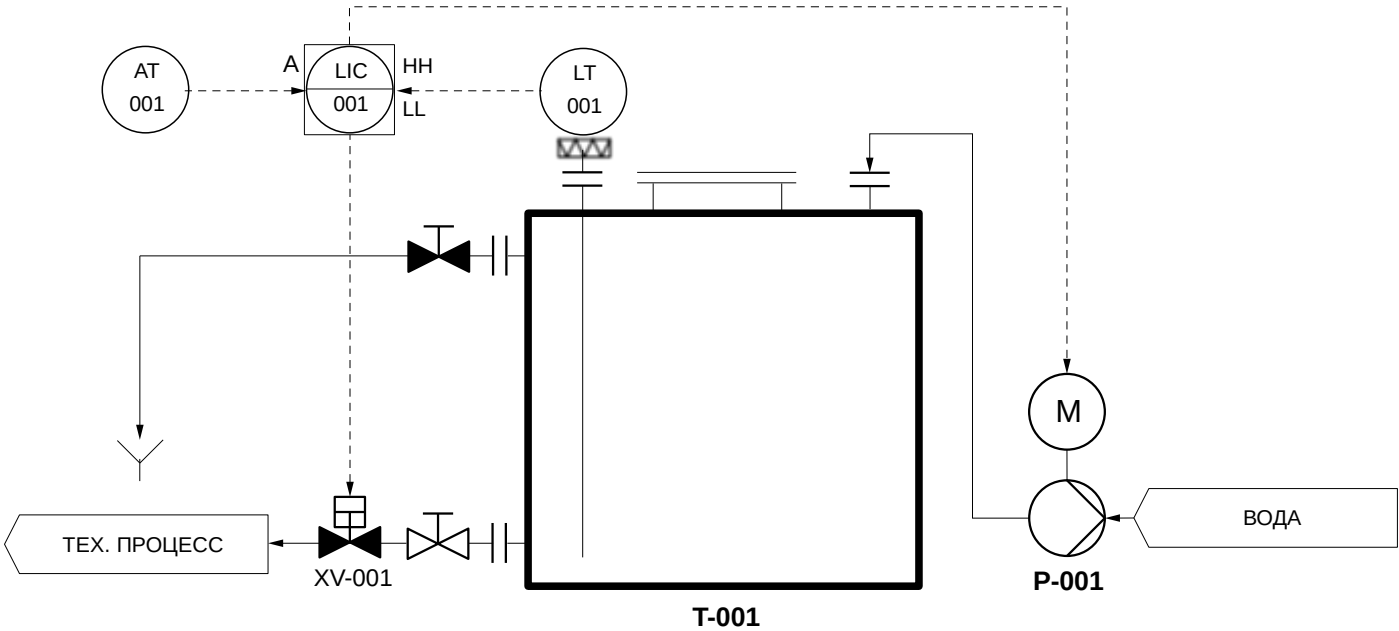 AT
001
A
LIC
001
HH
LL
LT
001
M
ВОДА
P-001
ТЕХ. ПРОЦЕСС
XV-001
T-001